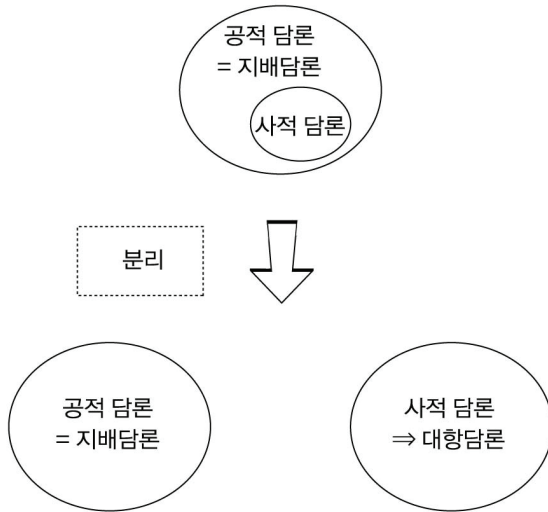 공적 담론
= 지배담론
사적 담론
분리
공적 담론
= 지배담론
사적 담론
⇒ 대항담론